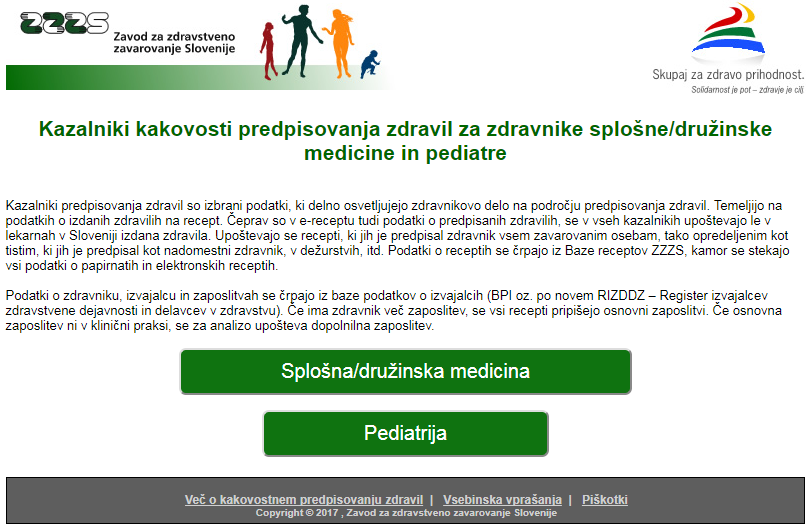 ZZZS
Zavod za zdravstveno
zavarovanje Slovenije
Skupaj za zdravo prihodnost.
Solidarnost je pot – zdravje je cilj.
Kazalniki kakovosti predpisovanja zdravil za zdravnike splošne/družinske
medicine in pediatre
Kazalniki predpisovanja zdravil so izbrani podatki, ki delno osvetljujejo zdravnikovo delo na področju predpisovanja zdravil. Temeljijo na
podatkih o izdanih zdravilih na recept. Čeprav so v e-receptu tudi podatki o predpisanih zdravilih, se v vseh kazalnikih upoštevajo le v
lekarnah v Sloveniji izdana zdravila. Upoštevajo se recepti, ki jih je predpisal zdravnik vsem zavarovanim osebam, tako opredeljenim kot
tistim, ki jih je predpisal kot nadomestni zdravnik, v dežurstvih, itd. Podatki o receptih se črpajo iz Baze receptov ZZZS, kamor se stekajo
vsi podatki o papirnatih in elektronskih receptih.
Podatki o zdravniku, izvajalcu in zaposlitvah se črpajo iz baze podatkov o izvajalcih (BPI oz. po novem RIZDDZ – Register izvajalcev
zdravstvene dejavnosti in delavcev v zdravstvu). Če ima zdravnik več zaposlitev, se vsi recepti pripišejo osnovni zaposlitvi. Če osnovna
zaposlitev ni v klinični praksi, se za analizo upošteva dopolnilna zaposlitev.
Splošna/družinska medicina
Pediatrija
Več o kakovostnem predpisovanju zdravil | Vsebinska vprašanja | Piškotki
Copyright © 2017 , Zavod za zdravstveno zavarovanje Slovenije